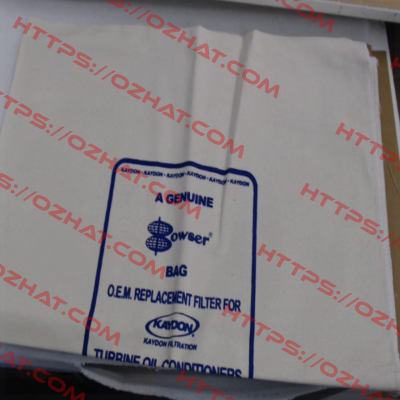 KAYDON - KAYDON - KAYDON - KAYDON - KAYDON
A GENUINE
Bowser®
BAG
O.E.M. REPLACEMENT FILTER FOR
KAYDON
KAYDON FILTRATION
TURBINE OIL CONDITIONERS
HTTPS://OZHAT.COM
HTTPS://OZHAT.COM
HTTPS://OZHAT.COM
HTTPS://OZHAT.COM
HTTPS://OZHAT.COM
HTTPS://OZHAT.COM